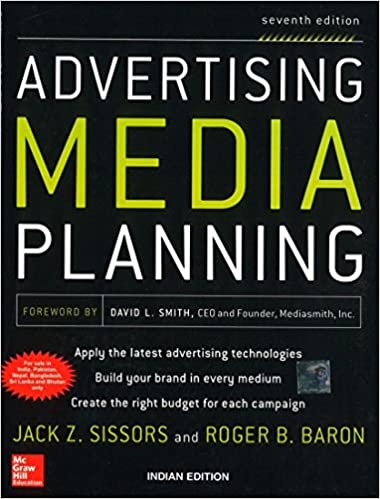 seventh edition
ADVERTISING
MEDIA
PLANNING
FOREWORD BY DAVID L. SMITH, CEO and Founder, Mediasmith, Inc.
Apply the latest advertising technologies
Build your brand in every medium
Create the right budget for each campaign
For sale in
India, Pakistan,
Nepal, Bangladesh,
Sri Lanka and Bhutan
only
JACK Z. SISSORS and ROGER B. BARON
Mc
Graw
Hill
Education
INDIAN EDITION